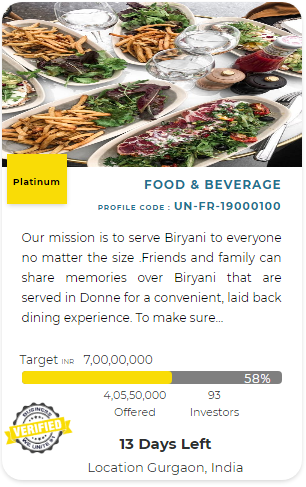 Platinum
FOOD & BEVERAGE
PROFILE CODE : UN-FR-19000100
Our mission is to serve Biryani to everyone
no matter the size .Friends and family can
share memories over Biryani that are
served in Donne for a convenient, laid back
dining experience. To make sure...
Target INR 7,00,00,000
58%
4,05,50,000 93
Offered Investors
BUSINESS
VERIFIED
WE UNITE BY
13 Days Left
Location Gurgaon, India